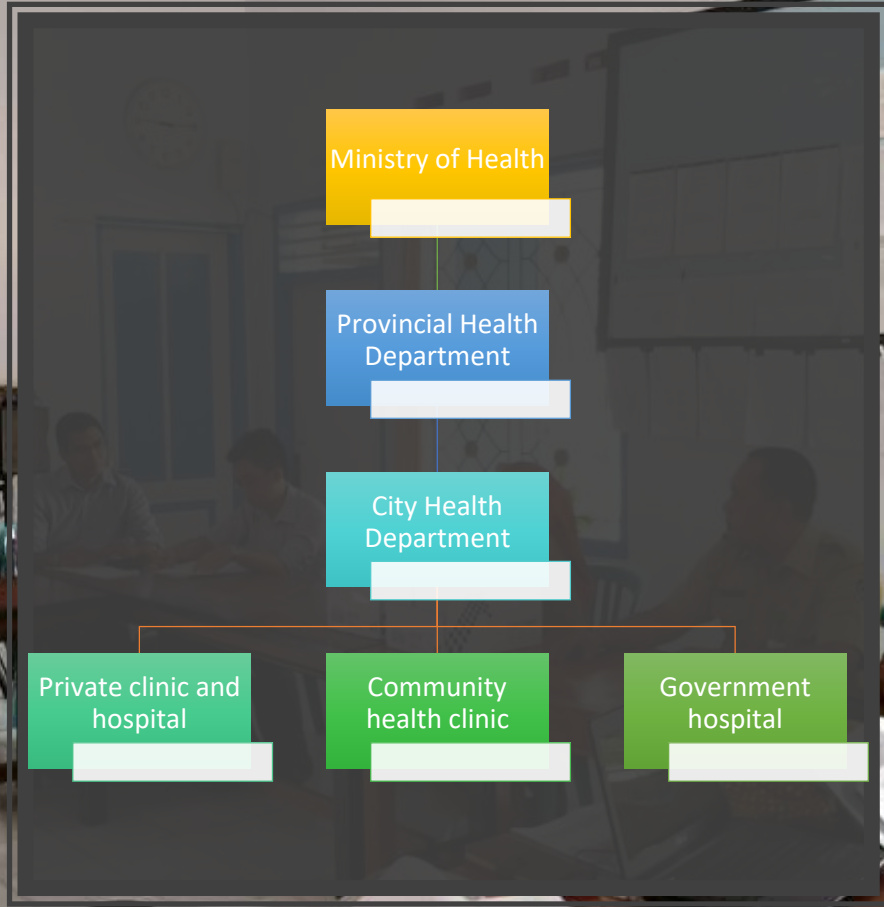 Ministry of Health
Provincial Health
Department
City Health
Department
Private clinic and
hospital
Community
health clinic
Government
hospital